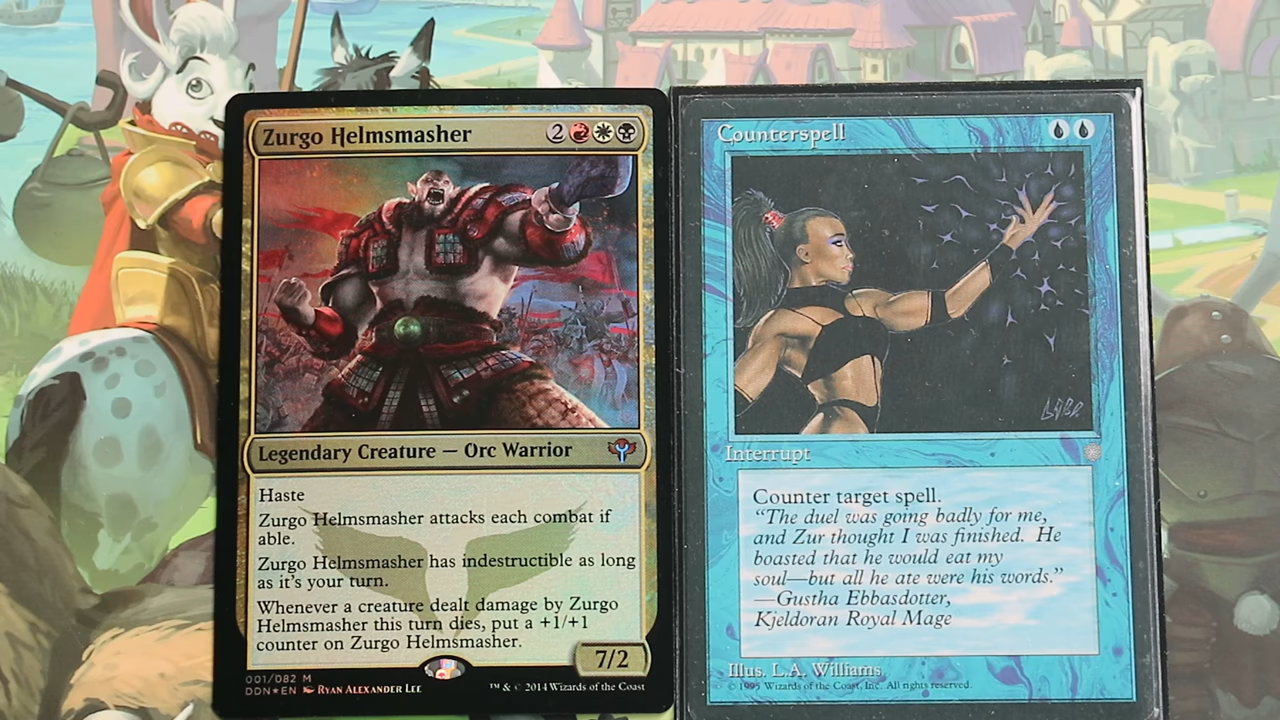 Zurgo Helmsmasher 2
Legendary Creature — Orc Warrior
Haste
Zurgo Helmsmasher attacks each combat if
able.
Zurgo Helmsmasher has indestructible as long
as it's your turn.
Whenever a creature dealt damage by Zurgo
Helmsmasher this turn dies, put a +1/+1
counter on Zurgo Helmsmasher.
7/2
001/082 M
DDN★EN Ryan Alexander Lee
™ & © 2014 Wizards of the Coast
Counterspell
Interrupt
Counter target spell.
"The duel was going badly for me,
and Zur thought I was finished. He
boasted that he would eat my
soul—but all he ate were his words."
—Gustha Ebbasdotter,
Kjeldoran Royal Mage
Illus. L.A. Williams
© 1995 Wizards of the Coast, Inc. All rights reserved.